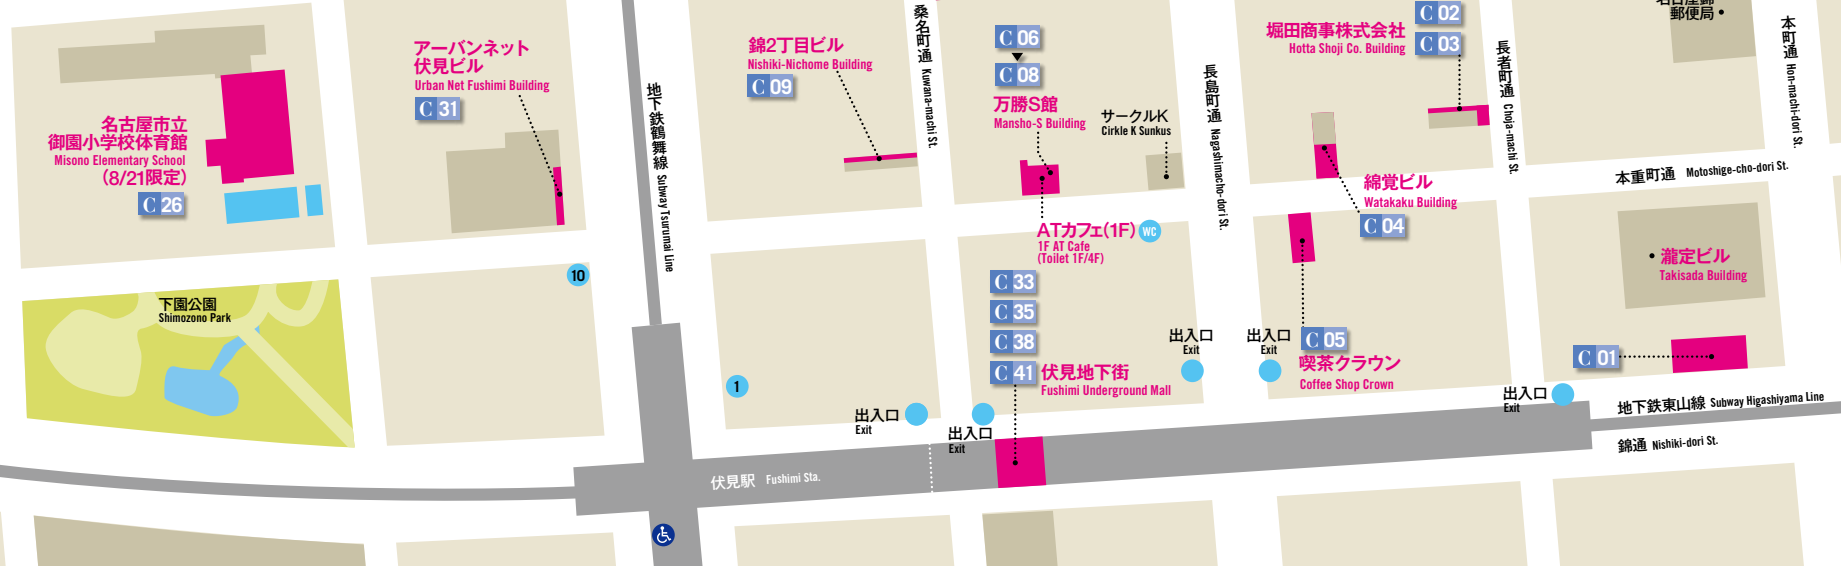 名古屋市立
御園小学校体育館
Misono Elementary School
(8/21限定)
C 26
アーバンネット
伏見ビル
Urban Net Fushimi Building
C 31
下園公園
Shimozono Park
10
1
地下鉄鶴舞線 Subway Tsurumai Line
錦2丁目ビル
Nishiki-Nichome Building
C 09
桑名町通 Kuwana-machi St.
C 06
C 08
万勝S館
Mansho-S Building
サークルK
Cirkle K Sunkus
ATカフェ(1F) WC
1F AT Cafe
(Toilet 1F/4F)
C 33
C 35
C 38
C 41
伏見地下街
Fushimi Underground Mall
長島町通 Nagashimacho-dori St.
堀田商事株式会社
Hotta Shoji Co. Building
C 02
C 03
長者町通 Choja-machi St.
綿覚ビル
Watakaku Building
C 04
C 05
喫茶クラウン
Coffee Shop Crown
郵便局
本町通 Hon-machi-dori St.
本重町通 Motoshige-cho-dori St.
瀧定ビル
Takisada Building
C 01
出入口
Exit
出入口
Exit
出入口
Exit
出入口
Exit
出入口
Exit
地下鉄東山線 Subway Higashiyama Line
錦通 Nishiki-dori St.
伏見駅 Fushimi Sta.